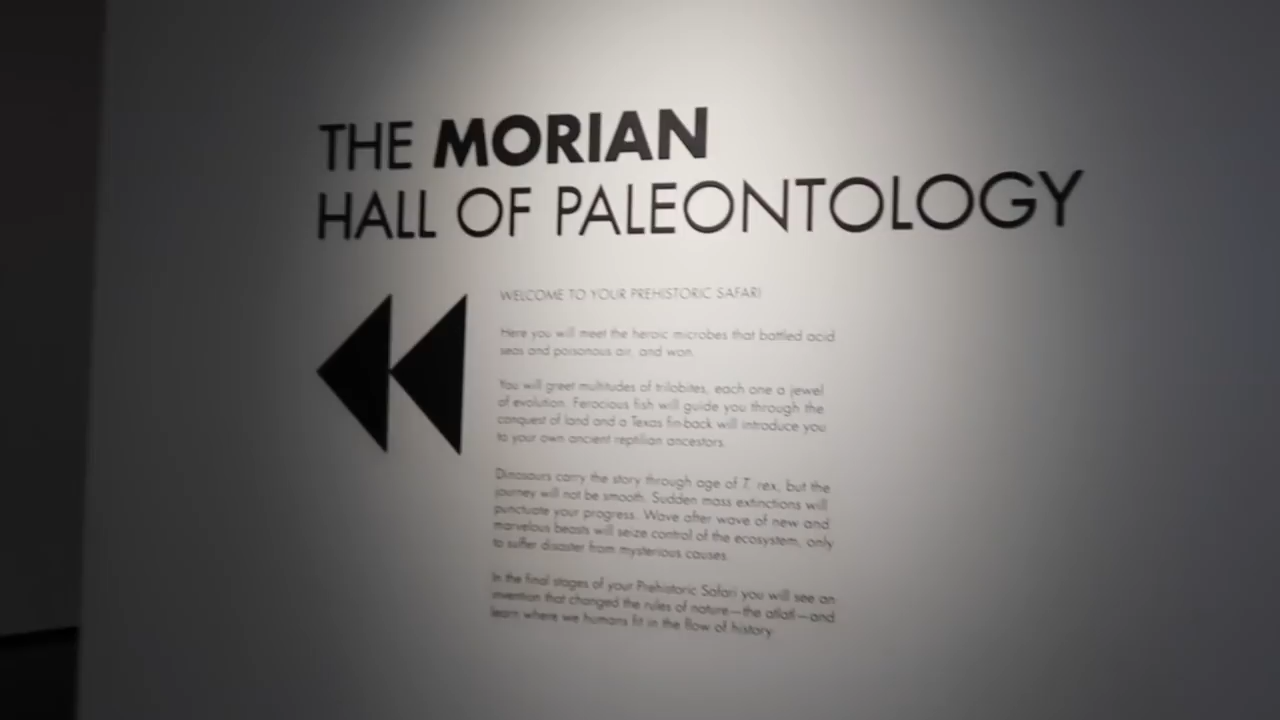 THE MORIAN
HALL OF PALEONTOLOGY
WELCOME TO YOUR PREHISTORIC SAFARI
Here you will meet the heroic microbes that battled acid
seas and poisonous air, and won.
You will greet multitudes of trilobites, each one a jewel
of evolution. Ferocious fish will guide you through the
conquest of land and a Texas fin-back will introduce you
to your own ancient reptilian ancestors.
Dinosaurs carry the story through age of T. rex, but the
journey will not be smooth. Sudden mass extinctions will
punctuate your progress. Wave after wave of new and
marvelous beasts will seize control of the ecosystem, only
to suffer disaster from mysterious causes.
In the final stages of your Prehistoric Safari you will see an
invention that changed the rules of nature—the atlatl—and
learn where we humans fit in the flow of history.